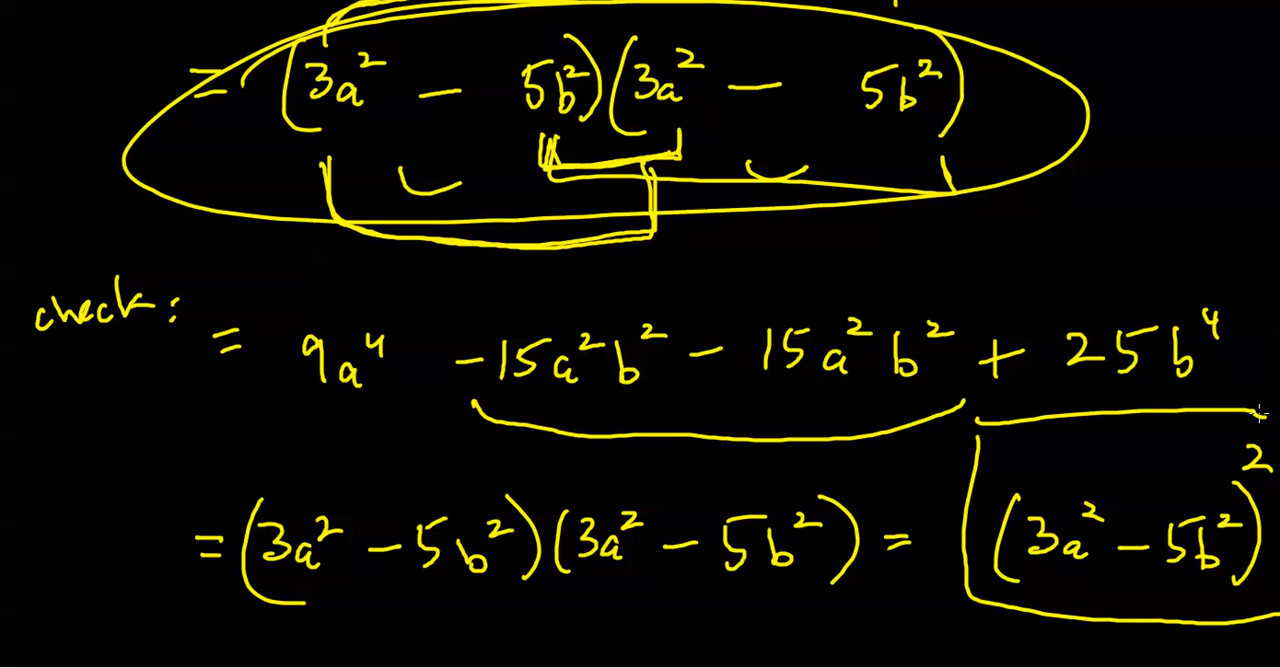 = (3a² - 5b²)(3a² - 5b²)
check:
= 9a⁴ - 15a²b² - 15a²b² + 25b⁴
= (3a² - 5b²)(3a² - 5b²) = (3a² - 5b²)²